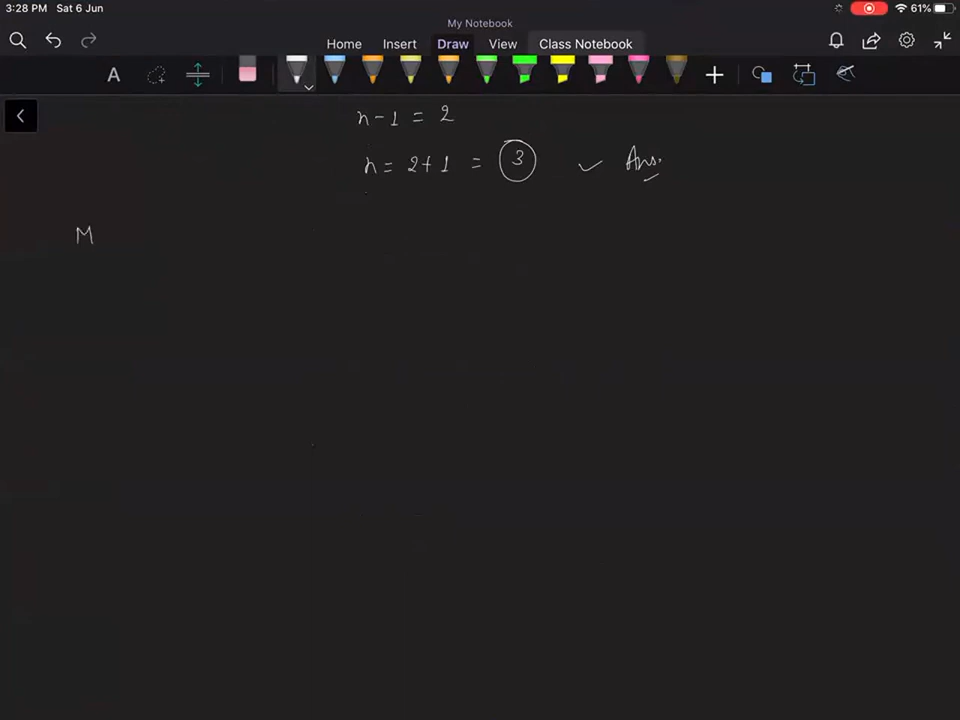 3:28 PM Sat 6 Jun 61%
My Notebook
Home Insert Draw View Class Notebook
A
n - 1 = 2
n = 2 + 1 = 3 ✓ Ans.
M